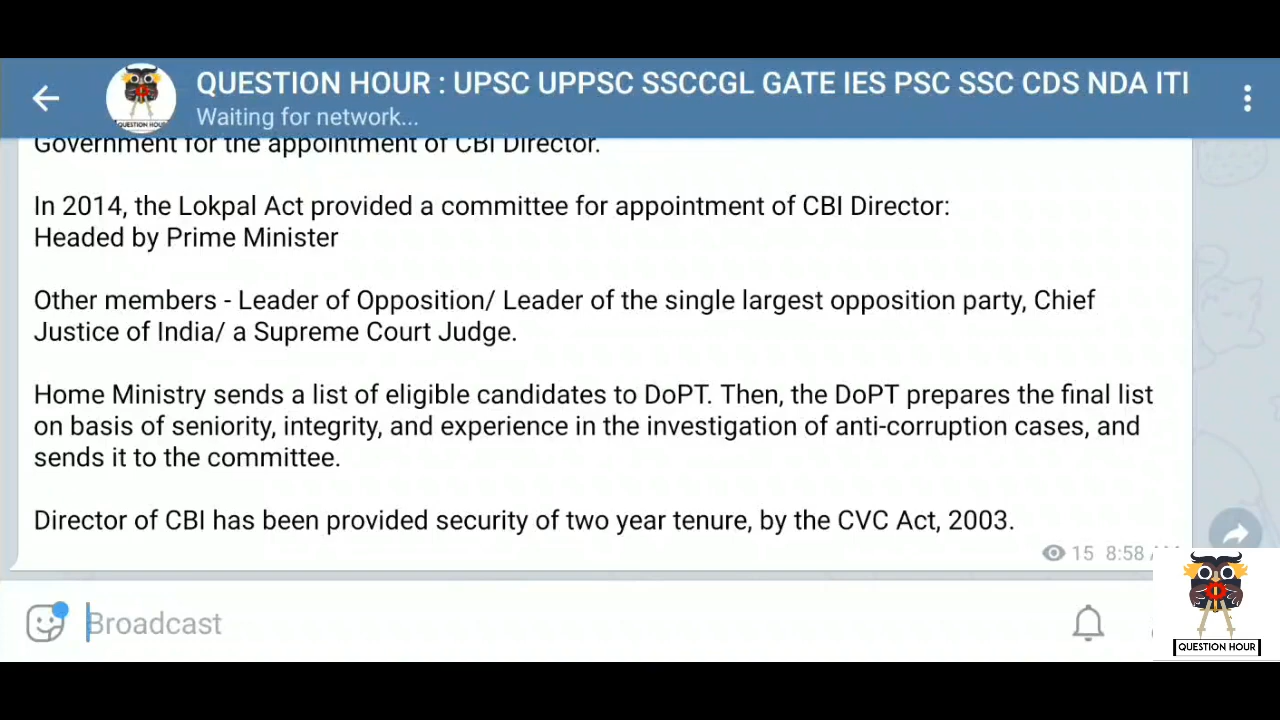 QUESTION HOUR : UPSC UPPSC SSCCGL GATE IES PSC SSC CDS NDA ITI
QUESTION HOUR
Waiting for network...
Government for the appointment of CBI Director.
In 2014, the Lokpal Act provided a committee for appointment of CBI Director:
Headed by Prime Minister
Other members - Leader of Opposition/ Leader of the single largest opposition party, Chief
Justice of India/ a Supreme Court Judge.
Home Ministry sends a list of eligible candidates to DoPT. Then, the DoPT prepares the final list
on basis of seniority, integrity, and experience in the investigation of anti-corruption cases, and
sends it to the committee.
Director of CBI has been provided security of two year tenure, by the CVC Act, 2003.
15 8:58
Broadcast
QUESTION HOUR